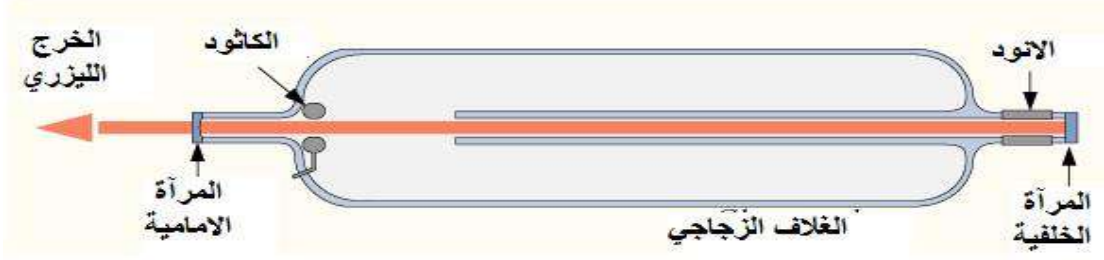 الخرج
الليزري
الكاثود
الانود
المرآة
الامامية
الغلاف الزجاجي
المرآة
الخلفية